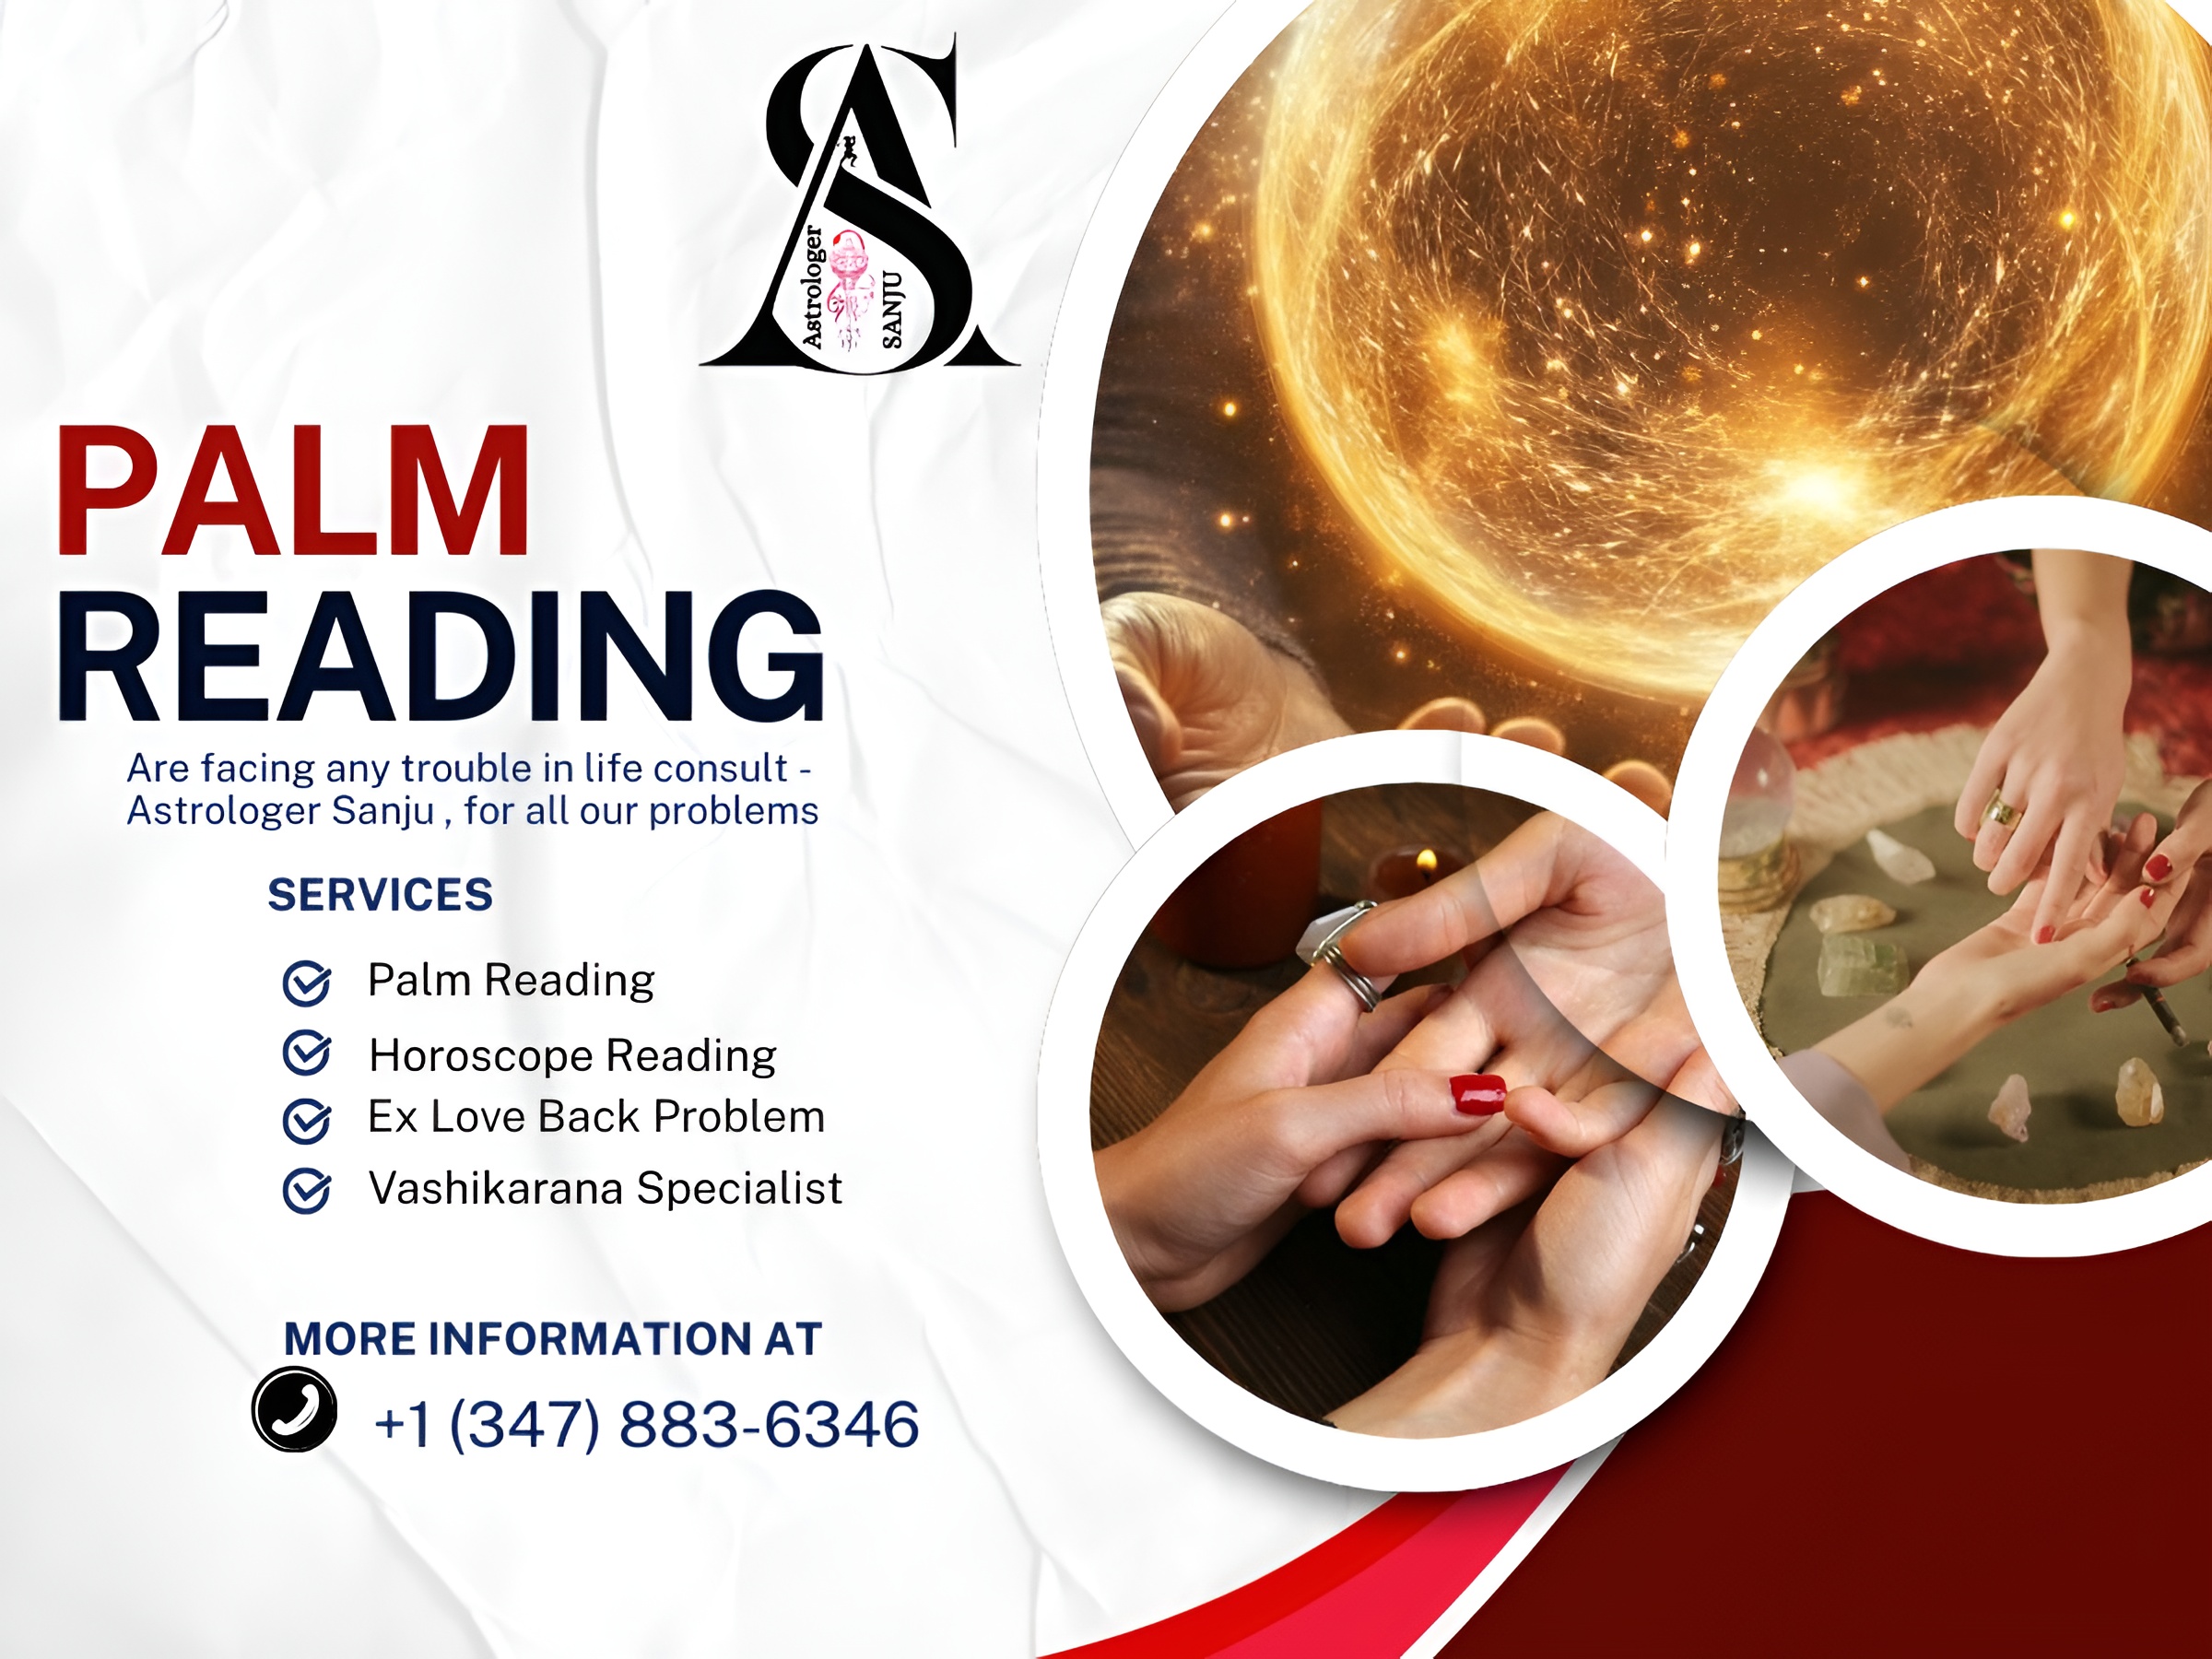 Astrologer
SANJU
PALM
READING
Are facing any trouble in life consult -
Astrologer Sanju , for all our problems
SERVICES
Palm Reading
Horoscope Reading
Ex Love Back Problem
Vashikarana Specialist
MORE INFORMATION AT
+1 (347) 883-6346